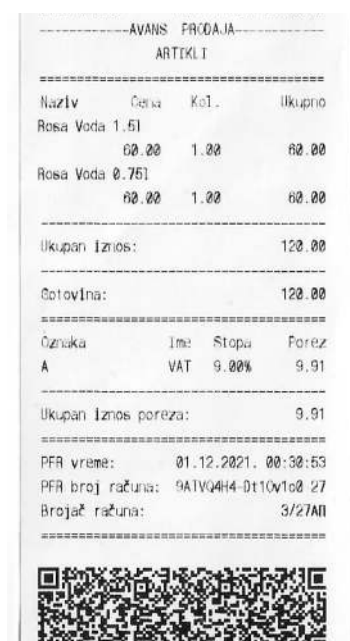 ------------AVANS PRODAJA------------
ARTIKLI
=====================================
Naziv Cena Kol. Ukupno
Rosa Voda 1.5l
60.00 1.00 60.00
Rosa Voda 0.75l
60.00 1.00 60.00
-------------------------------------
Ukupan iznos: 120.00
-------------------------------------
Gotovina: 120.00
=====================================
Oznaka Ime Stopa Porez
A VAT 9.00% 9.91
-------------------------------------
Ukupan iznos poreza: 9.91
=====================================
PFR vreme: 01.12.2021. 00:30:53
PFR broj računa: 27
Brojač računa: 3/27АП
=====================================